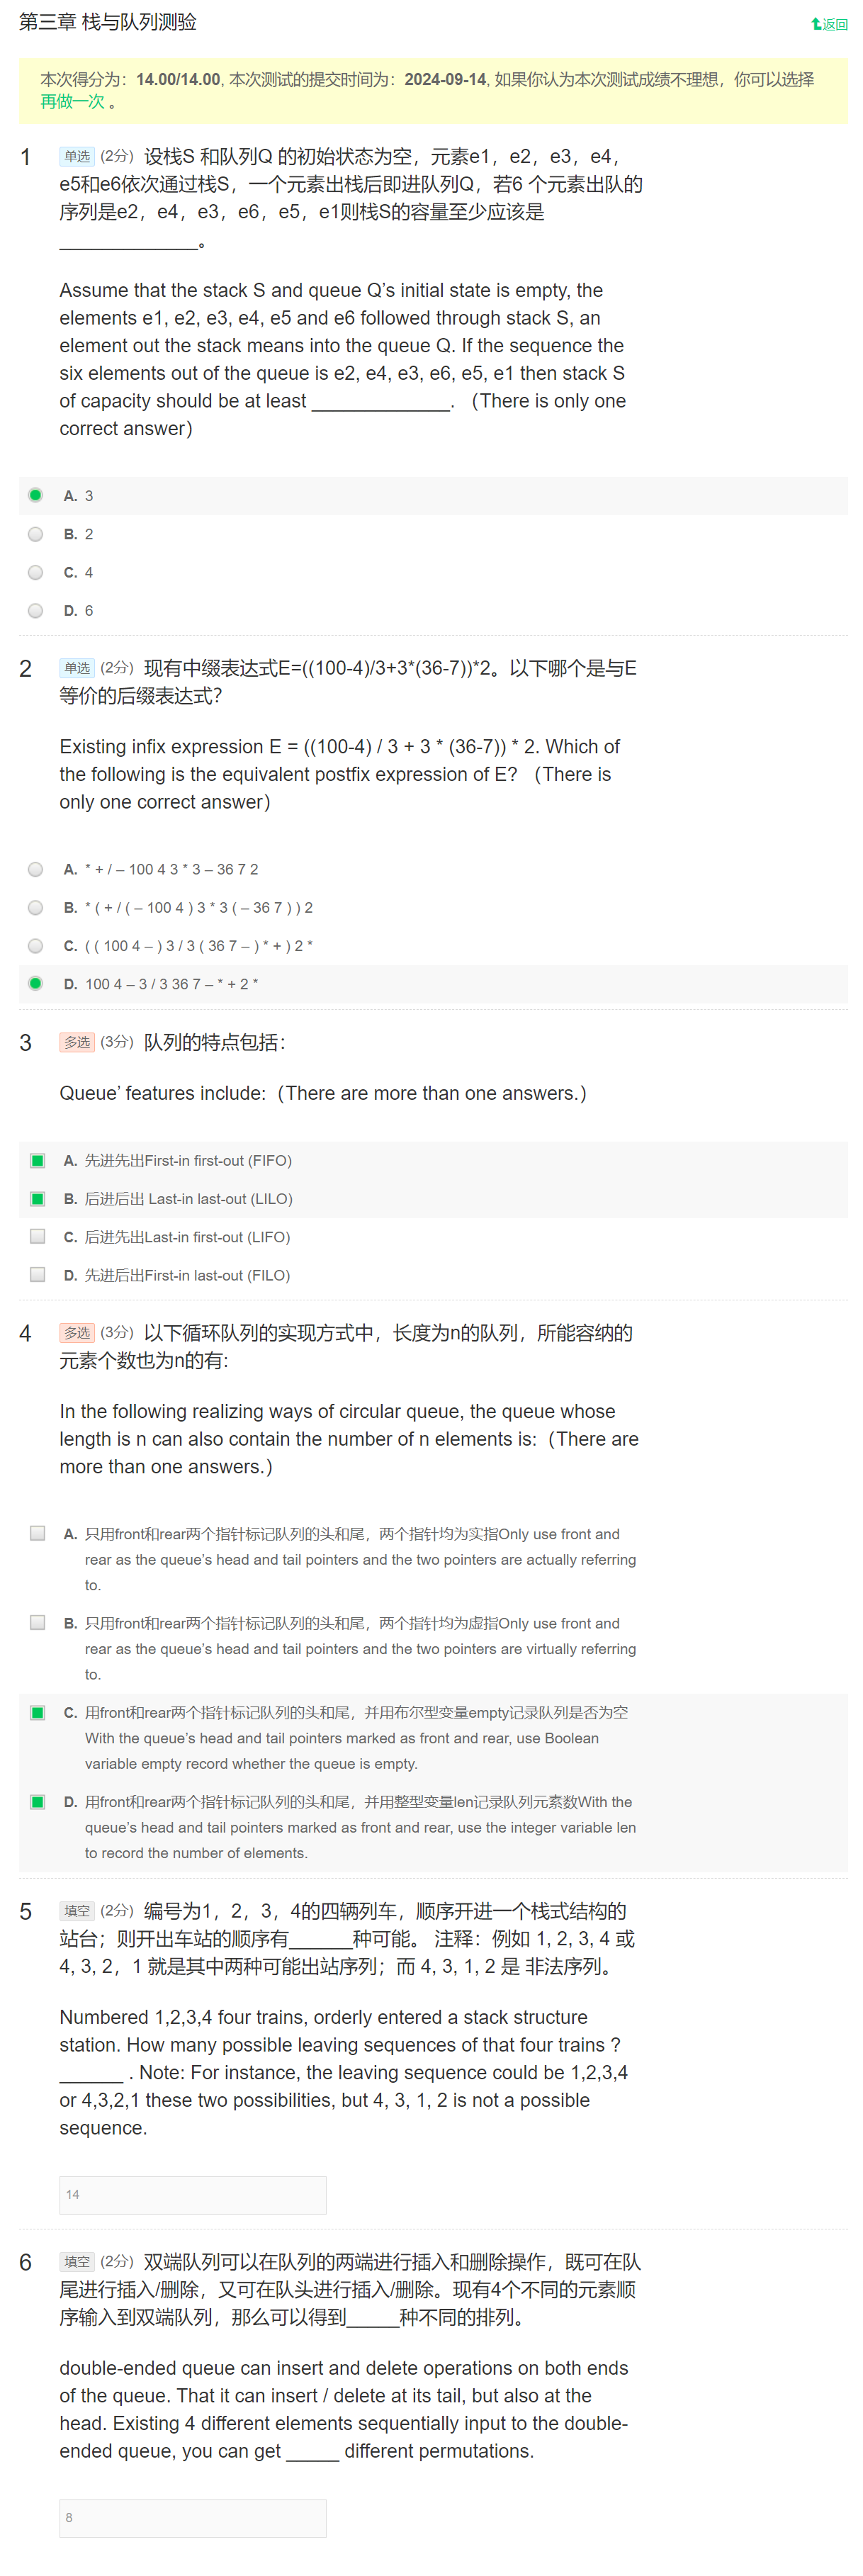 第三章 栈与队列测验
返回
本次得分为：14.00/14.00, 本次测试的提交时间为：2024-09-14, 如果你认为本次测试成绩不理想，你可以选择
再做一次 。
1 单选 (2分) 设栈S 和队列Q 的初始状态为空，元素e1，e2，e3，e4，
e5和e6依次通过栈S，一个元素出栈后即进队列Q，若6 个元素出队的
序列是e2，e4，e3，e6，e5，e1则栈S的容量至少应该是
_____________。
Assume that the stack S and queue Q’s initial state is empty, the
elements e1, e2, e3, e4, e5 and e6 followed through stack S, an
element out the stack means into the queue Q. If the sequence the
six elements out of the queue is e2, e4, e3, e6, e5, e1 then stack S
of capacity should be at least _____________. （There is only one
correct answer）
A. 3
B. 2
C. 4
D. 6
2 单选 (2分) 现有中缀表达式E=((100-4)/3+3*(36-7))*2。以下哪个是与E
等价的后缀表达式？
Existing infix expression E = ((100-4) / 3 + 3 * (36-7)) * 2. Which of
the following is the equivalent postfix expression of E? （There is
only one correct answer）
A. * + / – 100 4 3 * 3 – 36 7 2
B. * ( + / ( – 100 4 ) 3 * 3 ( – 36 7 ) ) 2
C. ( ( 100 4 – ) 3 / 3 ( 36 7 – ) * + ) 2 *
D. 100 4 – 3 / 3 36 7 – * + 2 *
3 多选 (3分) 队列的特点包括：
Queue’ features include:（There are more than one answers.）
A. 先进先出First-in first-out (FIFO)
B. 后进后出 Last-in last-out (LILO)
C. 后进先出Last-in first-out (LIFO)
D. 先进后出First-in last-out (FILO)
4 多选 (3分) 以下循环队列的实现方式中，长度为n的队列，所能容纳的
元素个数也为n的有:
In the following realizing ways of circular queue, the queue whose
length is n can also contain the number of n elements is:（There are
more than one answers.）
A. 只用front和rear两个指针标记队列的头和尾，两个指针均为实指Only use front and
rear as the queue’s head and tail pointers and the two pointers are actually referring
to.
B. 只用front和rear两个指针标记队列的头和尾，两个指针均为虚指Only use front and
rear as the queue’s head and tail pointers and the two pointers are virtually referring
to.
C. 用front和rear两个指针标记队列的头和尾，并用布尔型变量empty记录队列是否为空
With the queue’s head and tail pointers marked as front and rear, use Boolean
variable empty record whether the queue is empty.
D. 用front和rear两个指针标记队列的头和尾，并用整型变量len记录队列元素数With the
queue’s head and tail pointers marked as front and rear, use the integer variable len
to record the number of elements.
5 填空 (2分) 编号为1，2，3，4的四辆列车，顺序开进一个栈式结构的
站台；则开出车站的顺序有______种可能。 注释：例如 1, 2, 3, 4 或
4, 3, 2，1 就是其中两种可能出站序列；而 4, 3, 1, 2 是 非法序列。
Numbered 1,2,3,4 four trains, orderly entered a stack structure
station. How many possible leaving sequences of that four trains ?
______ . Note: For instance, the leaving sequence could be 1,2,3,4
or 4,3,2,1 these two possibilities, but 4, 3, 1, 2 is not a possible
sequence.
14
6 填空 (2分) 双端队列可以在队列的两端进行插入和删除操作，既可在队
尾进行插入/删除，又可在队头进行插入/删除。现有4个不同的元素顺
序输入到双端队列，那么可以得到_____种不同的排列。
double-ended queue can insert and delete operations on both ends
of the queue. That it can insert / delete at its tail, but also at the
head. Existing 4 different elements sequentially input to the double-
ended queue, you can get _____ different permutations.
8